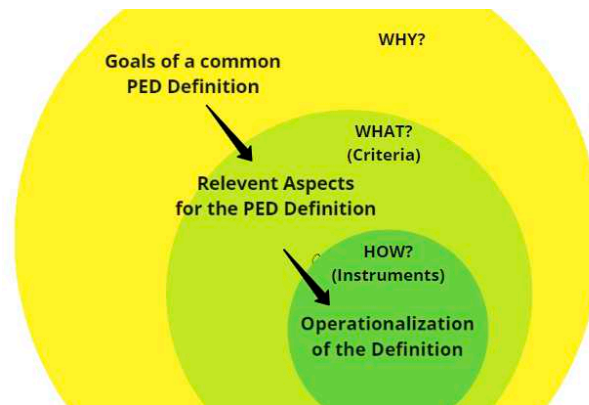 WHY?
Goals of a common
PED Definition
WHAT?
(Criteria)
Relevent Aspects
for the PED Definition
HOW?
(Instruments)
Operationalization
of the Definition